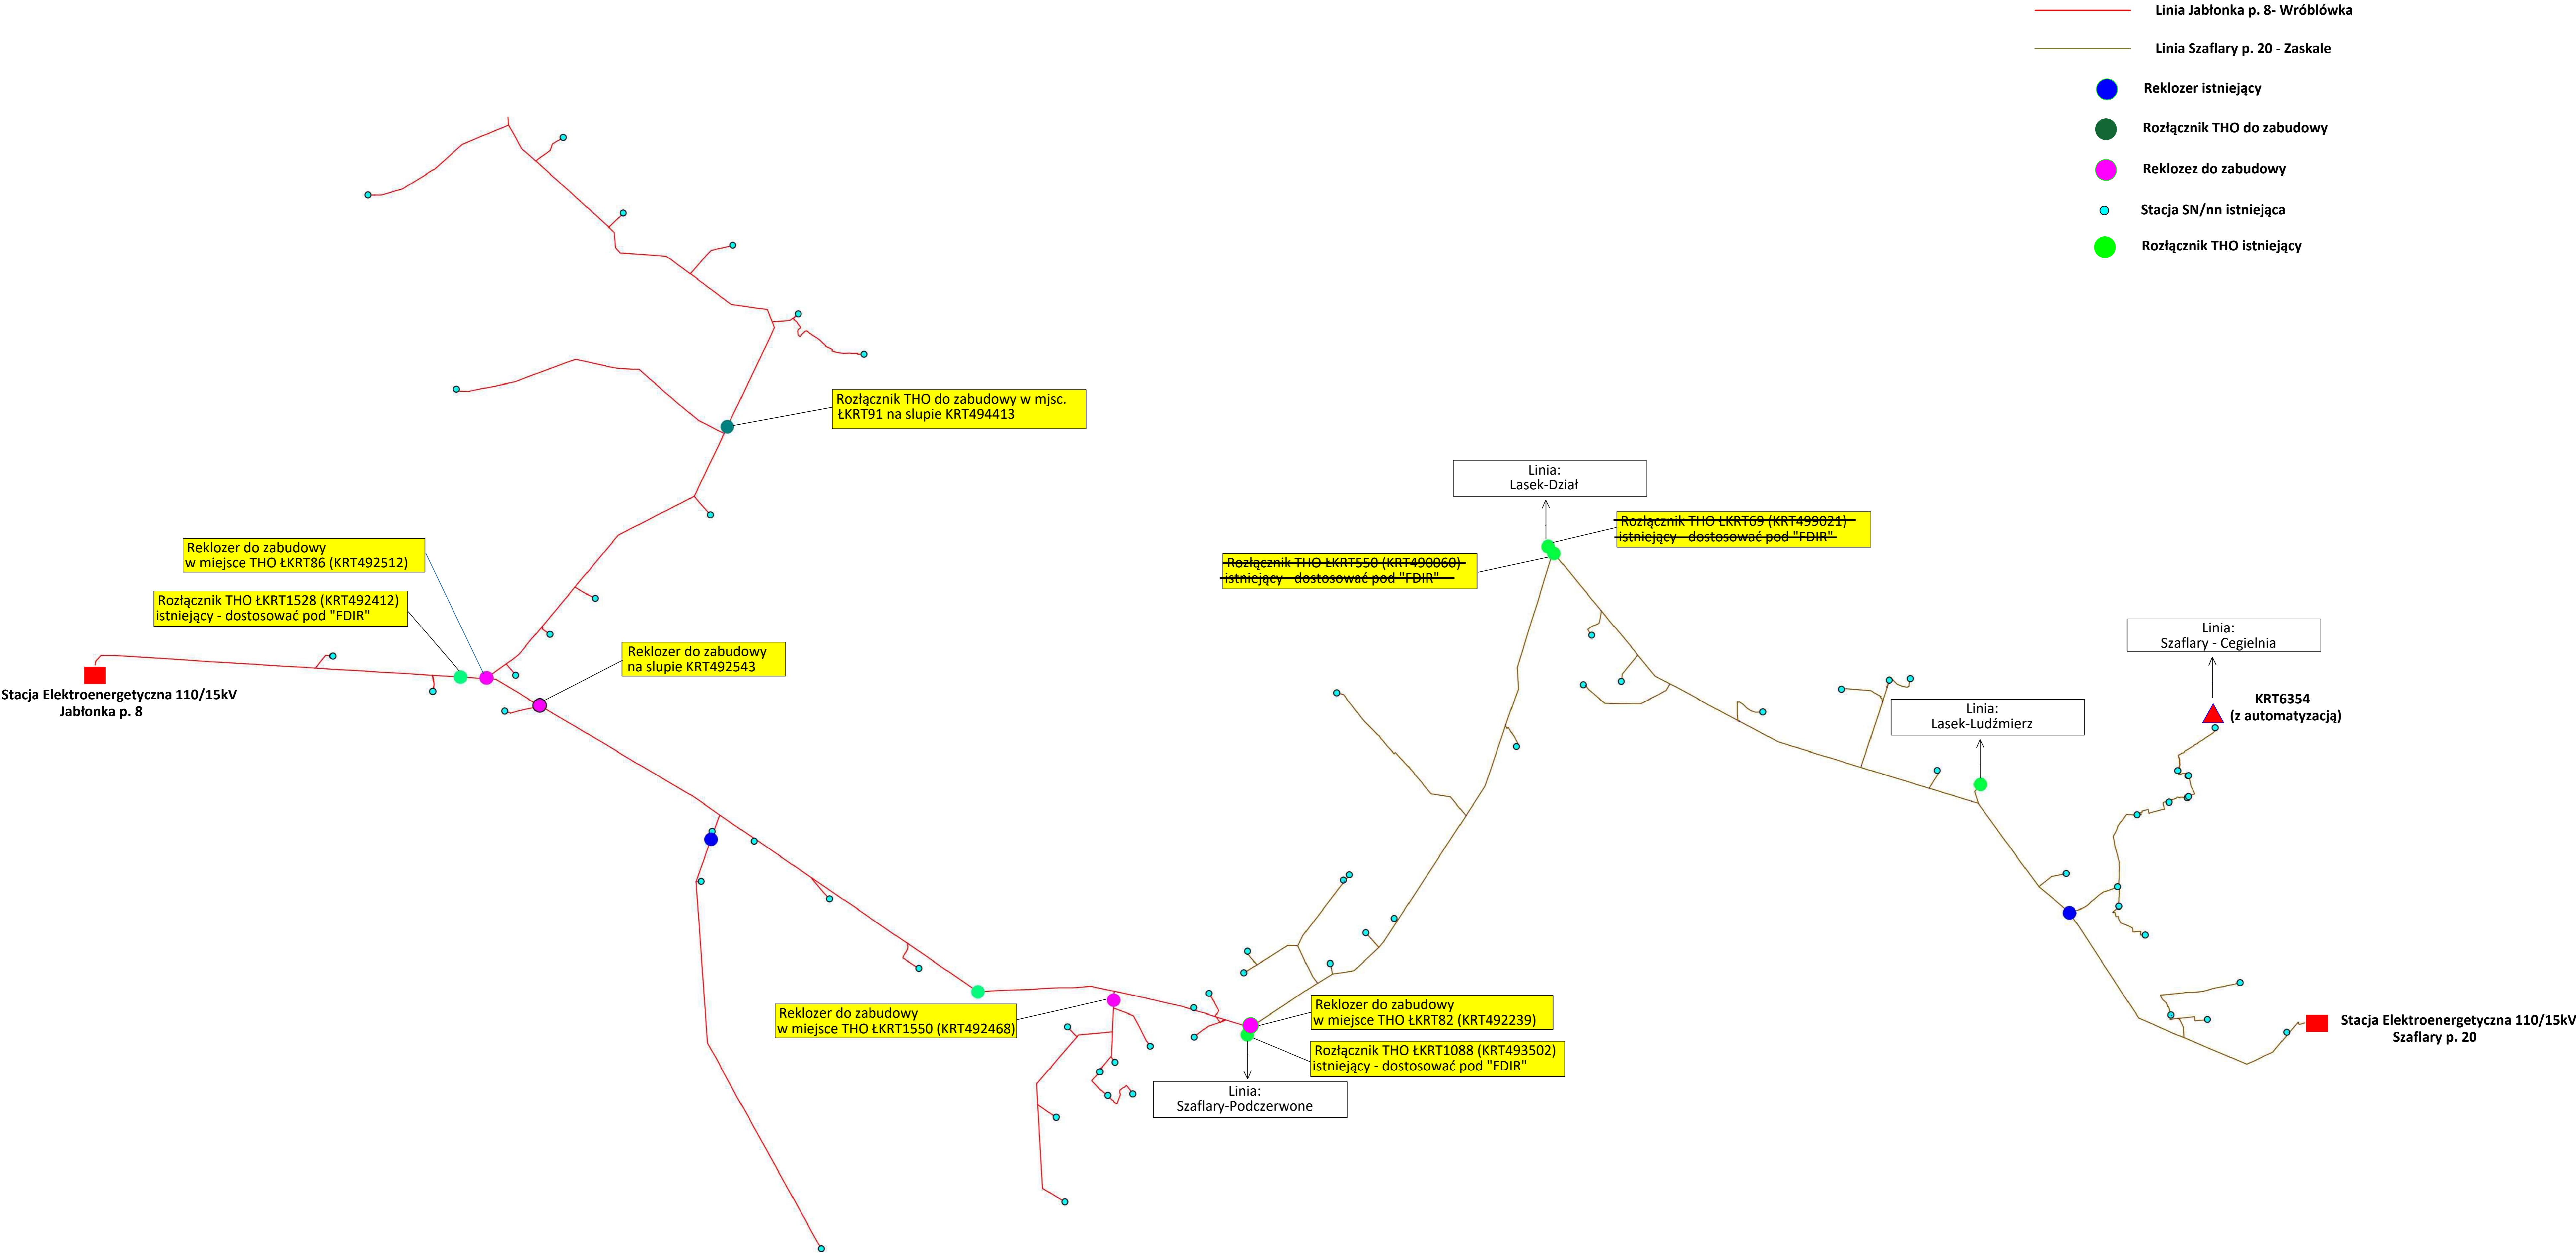 Linia Jabłonka p. 8- Wróblówka
Linia Szaflary p. 20 - Zaskale
Reklozer istniejący
Rozłącznik THO do zabudowy
Reklozez do zabudowy
Stacja SN/nn istniejąca
Rozłącznik THO istniejący
Rozłącznik THO do zabudowy w mjsc.
ŁKRT91 na slupie KRT494413
Linia:
Lasek-Dział
Rozłącznik THO ŁKRT69 (KRT499021)
istniejący - dostosować pod "FDIR"
Rozłącznik THO ŁKRT550 (KRT490060)
istniejący - dostosować pod "FDIR"
Reklozer do zabudowy
w miejsce THO ŁKRT86 (KRT492512)
Rozłącznik THO ŁKRT1528 (KRT492412)
istniejący - dostosować pod "FDIR"
Reklozer do zabudowy
na slupie KRT492543
Stacja Elektroenergetyczna 110/15kV
Jabłonka p. 8
Linia:
Szaflary - Cegielnia
KRT6354
(z automatyzacją)
Linia:
Lasek-Ludźmierz
Reklozer do zabudowy
w miejsce THO ŁKRT1550 (KRT492468)
Reklozer do zabudowy
w miejsce THO ŁKRT82 (KRT492239)
Rozłącznik THO ŁKRT1088 (KRT493502)
istniejący - dostosować pod "FDIR"
Linia:
Szaflary-Podczerwone
Stacja Elektroenergetyczna 110/15kV
Szaflary p. 20